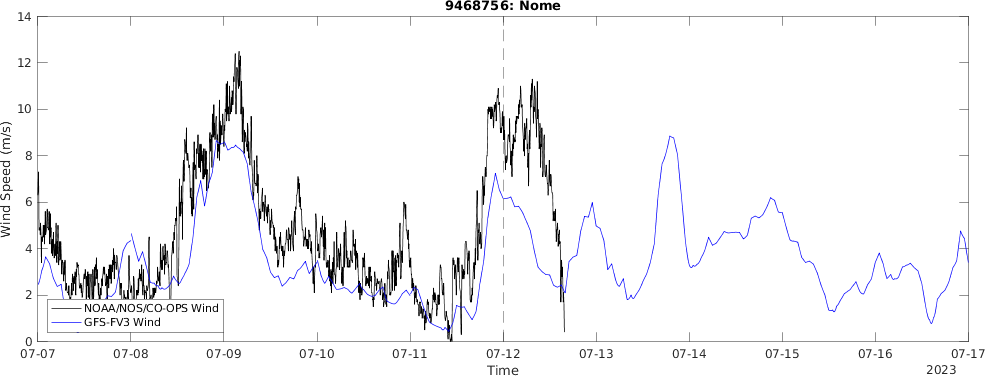 9468756: Nome
14
12
10
8
6
4
2
0
Wind Speed (m/s)
NOAA/NOS/CO-OPS Wind
GFS-FV3 Wind
07-07 07-08 07-09 07-10 07-11 07-12 07-13 07-14 07-15 07-16 07-17
Time
2023